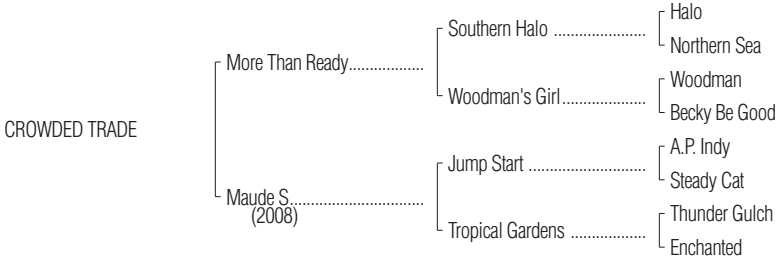 Halo
Southern Halo ......................
Northern Sea
More Than Ready..................
Woodman
Woodman's Girl....................
Becky Be Good
CROWDED TRADE
A.P. Indy
Jump Start ............................
Steady Cat
Maude S................................
(2008)
Thunder Gulch
Tropical Gardens ..................
Enchanted